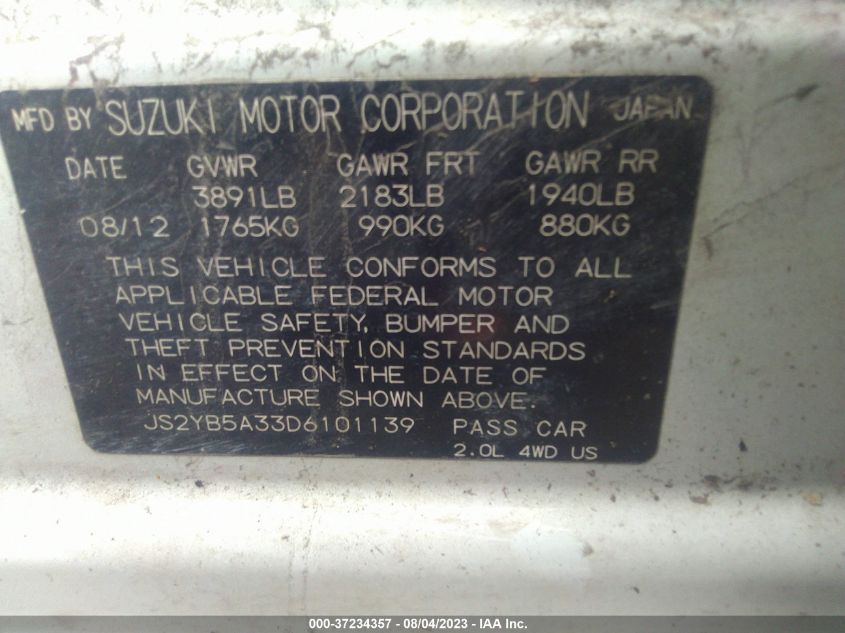 MFD BY SUZUKI MOTOR CORPORATION JAPAN
DATE GVWR GAWR FRT GAWR RR
3891LB 2183LB 1940LB
08/12 1765KG 990KG 880KG
THIS VEHICLE CONFORMS TO ALL
APPLICABLE FEDERAL MOTOR
VEHICLE SAFETY, BUMPER AND
THEFT PREVENTION STANDARDS
IN EFFECT ON THE DATE OF
MANUFACTURE SHOWN ABOVE.
JS2YB5A33D6101139 PASS CAR
2.0L 4WD US
000-37234357 - 08/04/2023 - IAA Inc.